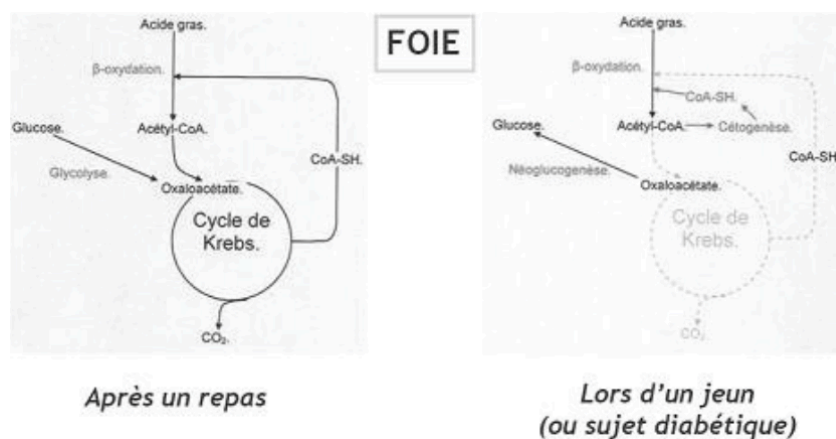 FOIE
Acide gras.
β-oxydation.
Acétyl-CoA.
Glucose.
Glycolyse.
Oxaloacétate.
CoA-SH.
Cycle de
Krebs.
CO₂.
Après un repas
Acide gras.
β-oxydation.
CoA-SH.
Acétyl-CoA.
Cétogenèse.
Glucose.
Néoglucogenèse.
Oxaloacétate.
CoA-SH.
Cycle de
Krebs.
CO₂.
Lors d'un jeun
(ou sujet diabétique)